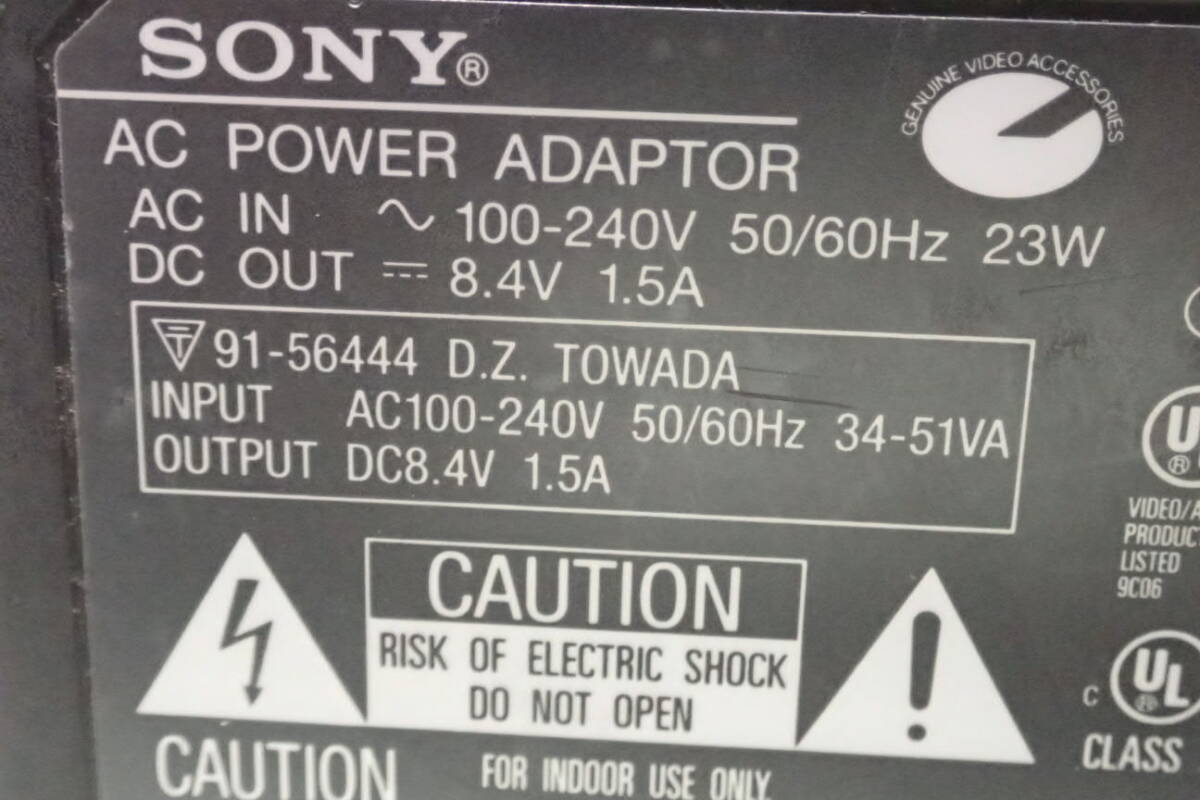 SONY®
GENUINE VIDEO ACCESSORIES
AC POWER ADAPTOR
AC IN ~ 100-240V 50/60Hz 23W
DC OUT ⎓ 8.4V 1.5A
T 91-56444 D.Z. TOWADA
INPUT AC100-240V 50/60Hz 34-51VA
OUTPUT DC8.4V 1.5A
U
®
VIDEO/A
PRODUC
LISTED
9C06
CAUTION
RISK OF ELECTRIC SHOCK
DO NOT OPEN
C UL
®
CLASS
CAUTION FOR INDOOR USE ONLY.